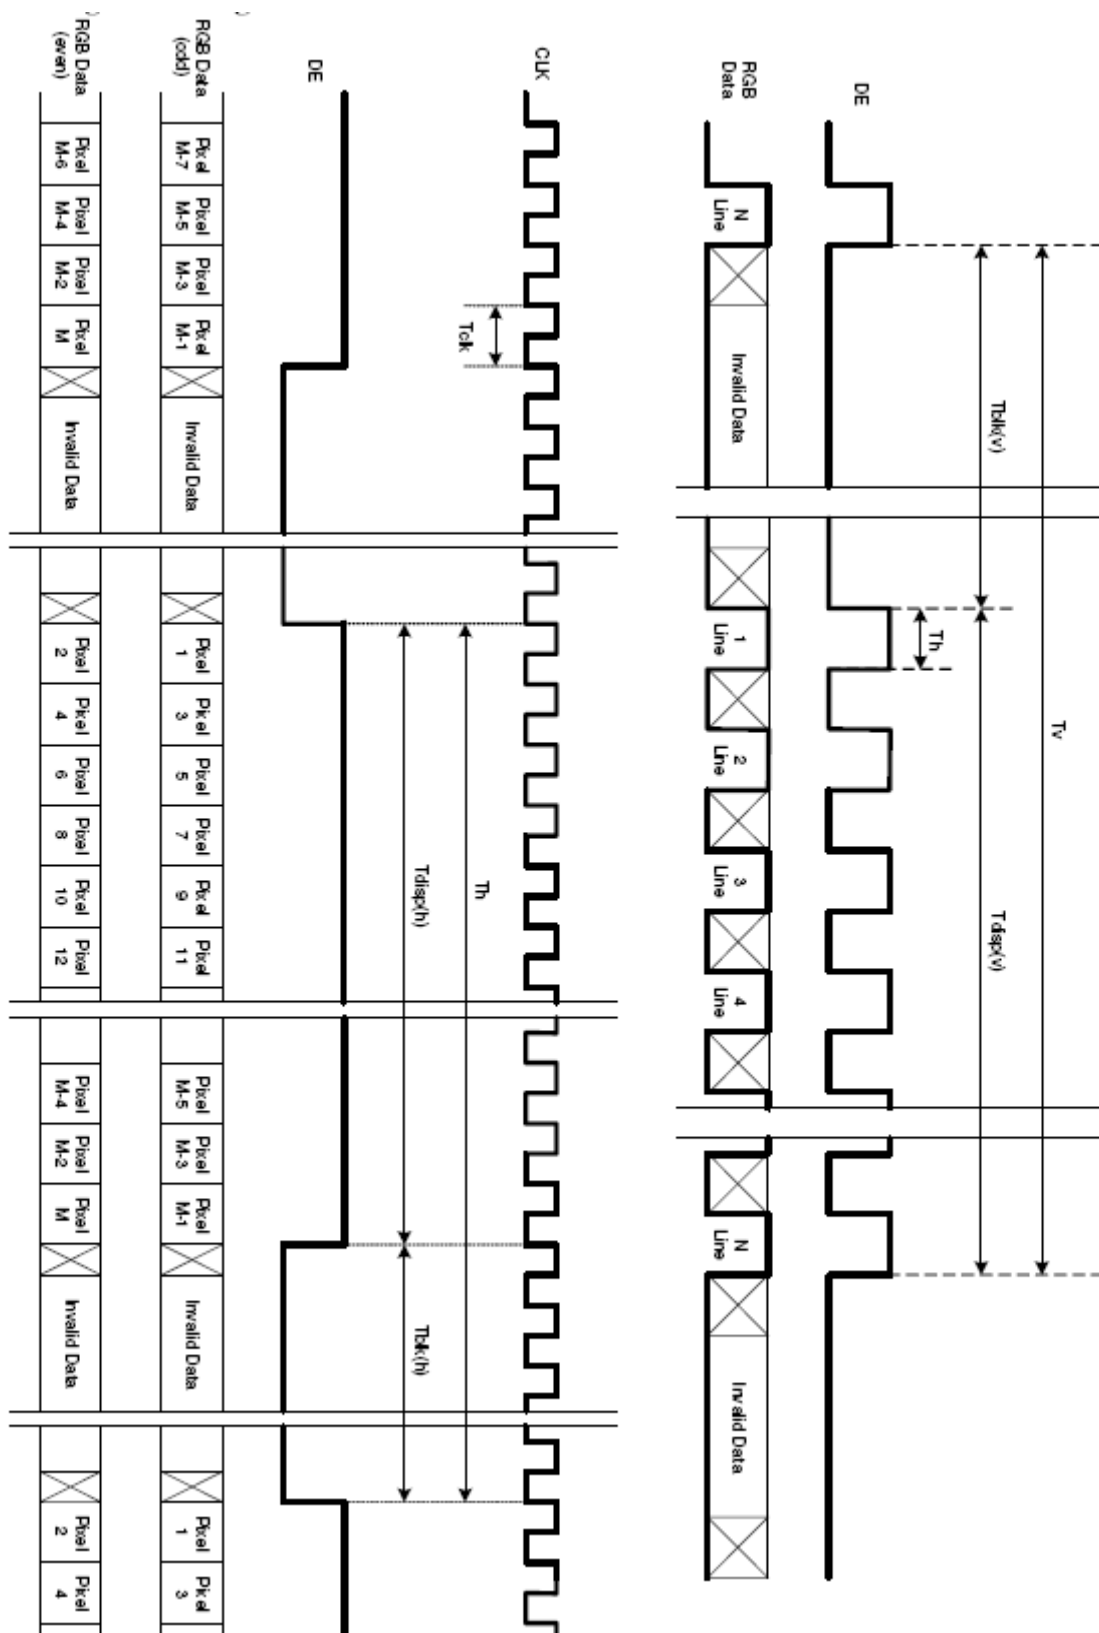 DE
RGB
Data
N
Line
Invalid Data
1
Line
2
Line
3
Line
4
Line
N
Line
Invalid Data
Tblk(v)
Tv
Th
Tdisp(v)
CLK
Tclk
Th
Tdisp(h)
Tblk(h)
DE
RGB Data
(odd)
Pixel
M-7
Pixel
M-5
Pixel
M-3
Pixel
M-1
Invalid Data
Pixel
1
Pixel
3
Pixel
5
Pixel
7
Pixel
9
Pixel
11
Pixel
M-5
Pixel
M-3
Pixel
M-1
Invalid Data
Pixel
1
Pixel
3
RGB Data
(even)
Pixel
M-6
Pixel
M-4
Pixel
M-2
Pixel
M
Invalid Data
Pixel
2
Pixel
4
Pixel
6
Pixel
8
Pixel
10
Pixel
12
Pixel
M-4
Pixel
M-2
Pixel
M
Invalid Data
Pixel
2
Pixel
4